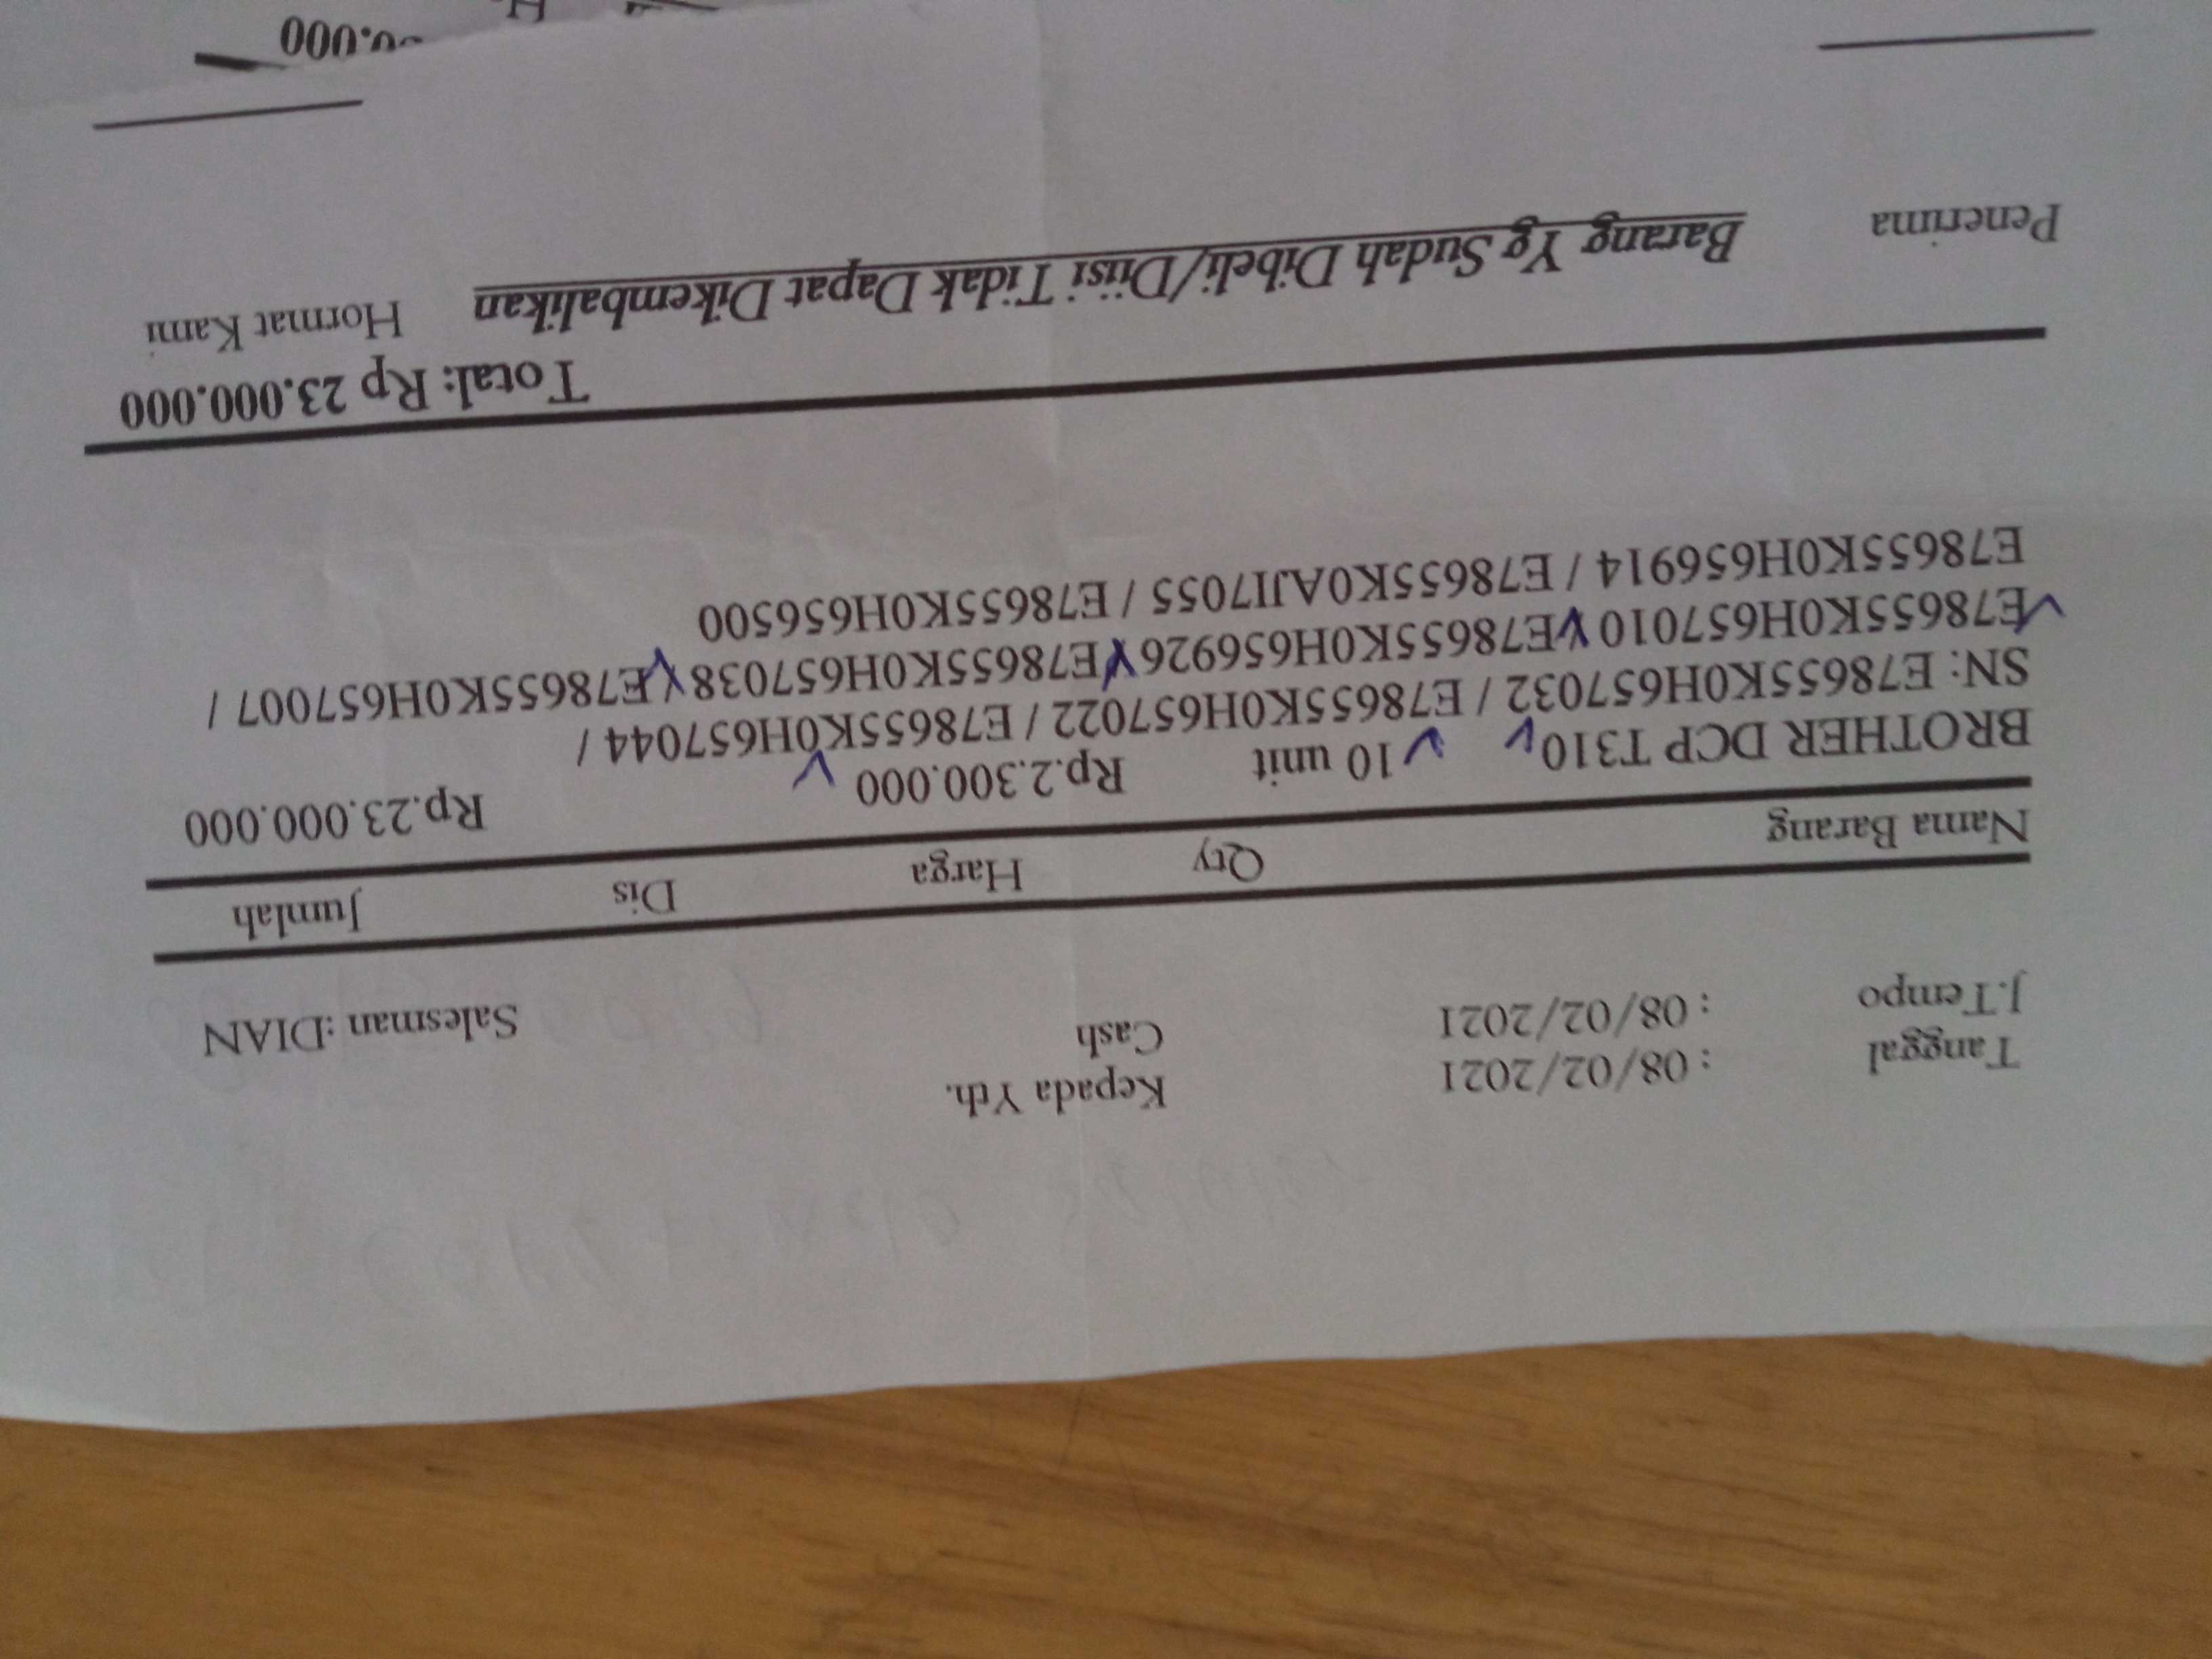 Tanggal : 08/02/2021 Kepada Yth.
J.Tempo : 08/02/2021 Cash Salesman :DIAN
Nama Barang Qty Harga Dis Jumlah
BROTHER DCP T310 10 unit Rp.2.300.000 Rp.23.000.000
SN: E78655K0H657032 / E78655K0H657022 / E78655K0H657044 /
E78655K0H657010 E78655K0H656926 E78655K0H657038 E78655K0H657007 /
E78655K0H656914 / E78655K0AJI7055 / E78655K0H656500
Total: Rp 23.000.000
Penerima Barang Yg Sudah Dibeli/Diisi Tidak Dapat Dikembalikan Hormat Kami